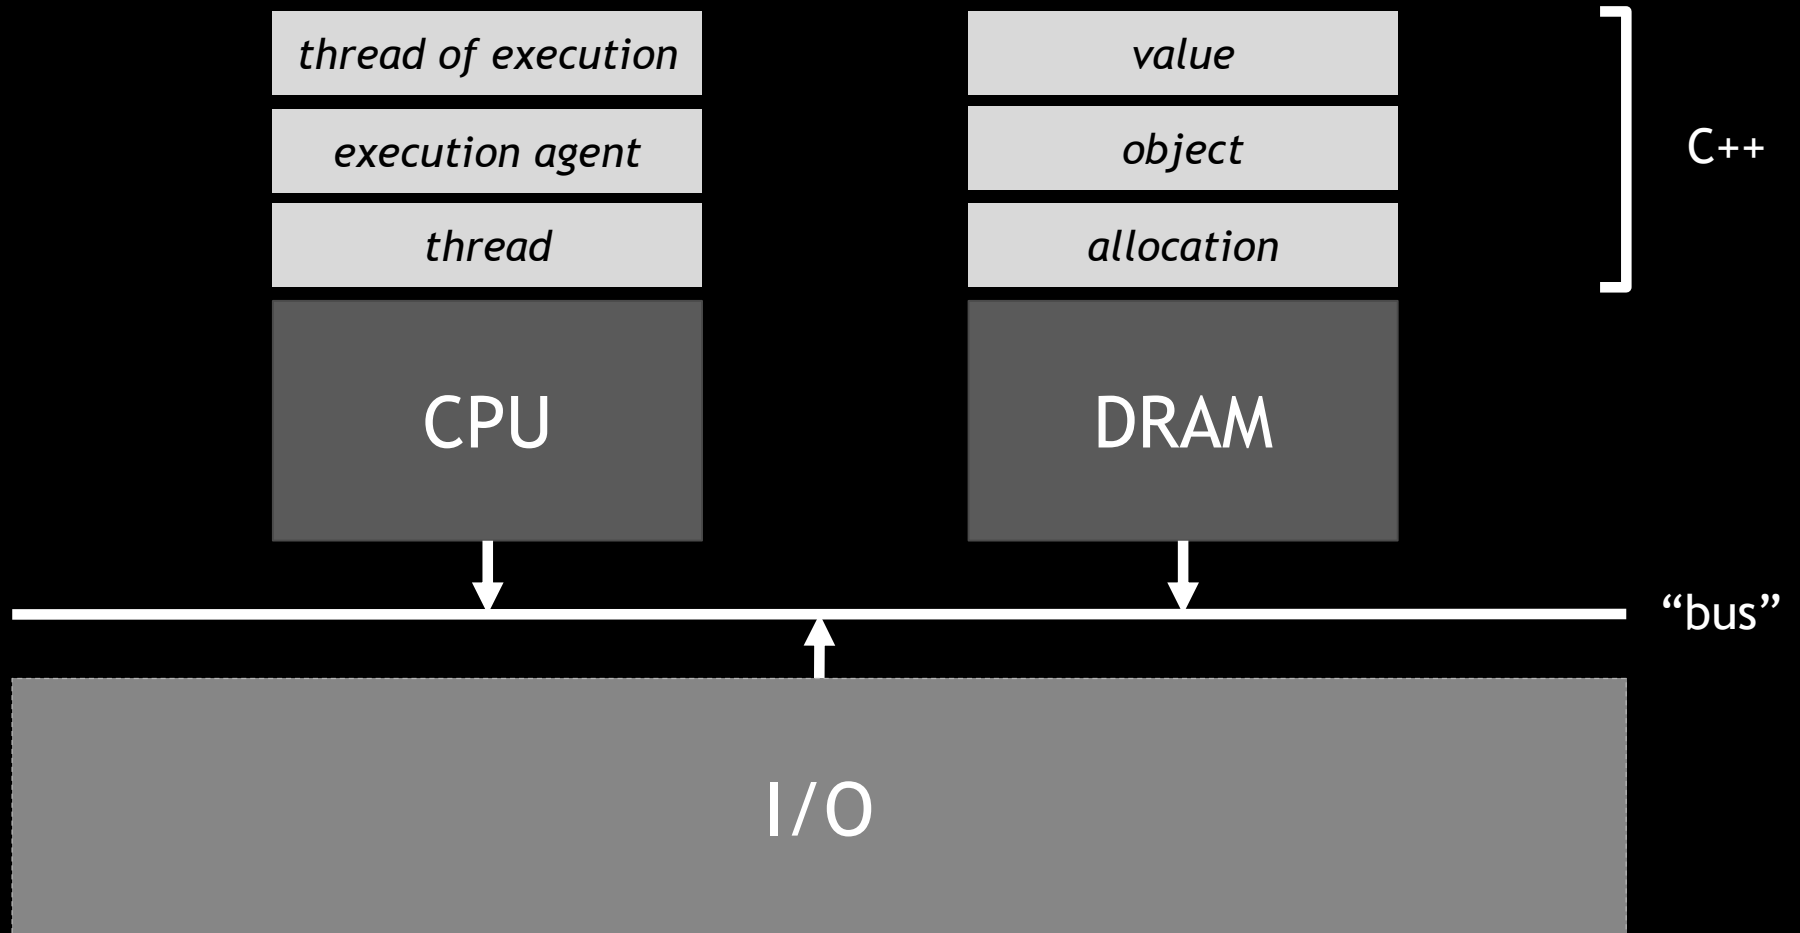 thread of execution
value
execution agent
object
C++
thread
allocation
CPU
DRAM
“bus”
I/O